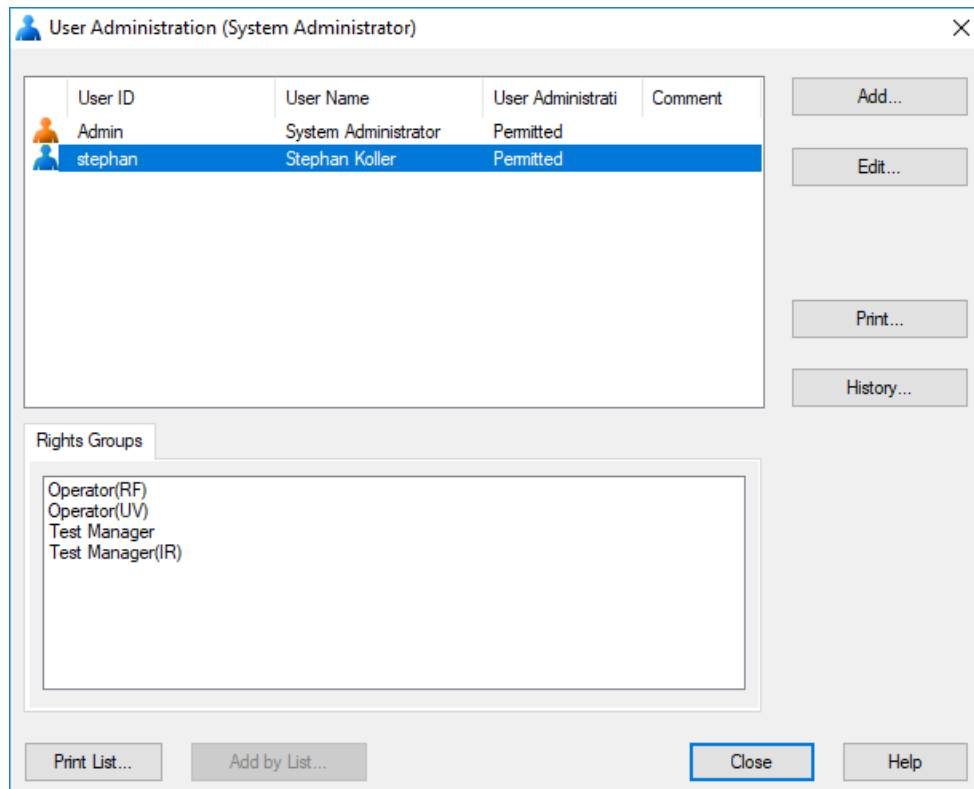 User Administration (System Administrator)
User ID User Name User Administrati Comment
Admin System Administrator Permitted
stephan Stephan Koller Permitted
Add...
Edit...
Print...
History...
Rights Groups
Operator(RF)
Operator(UV)
Test Manager
Test Manager(IR)
Print List... Add by List... Close Help